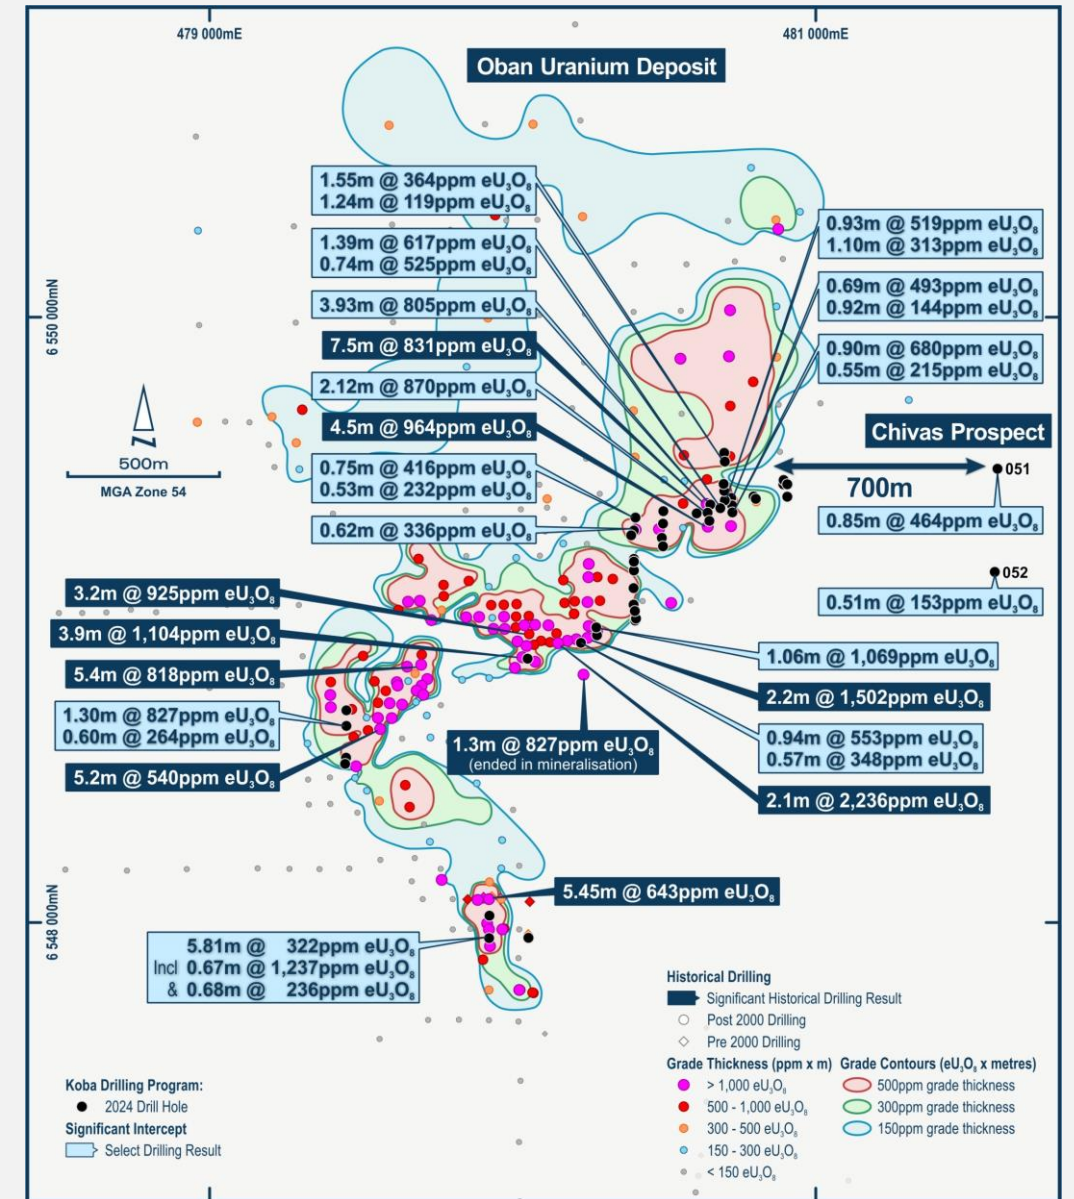 479 000mE
481 000mE
Oban Uranium Deposit
1.55m @ 364ppm eU₃O₈
1.24m @ 119ppm eU₃O₈
0.93m @ 519ppm eU₃O₈
1.10m @ 313ppm eU₃O₈
1.39m @ 617ppm eU₃O₈
0.74m @ 525ppm eU₃O₈
0.69m @ 493ppm eU₃O₈
0.92m @ 144ppm eU₃O₈
3.93m @ 805ppm eU₃O₈
6 550 000mN
7.5m @ 831ppm eU₃O₈
0.90m @ 680ppm eU₃O₈
0.55m @ 215ppm eU₃O₈
2.12m @ 870ppm eU₃O₈
4.5m @ 964ppm eU₃O₈
Chivas Prospect
N
500m
MGA Zone 54
0.75m @ 416ppm eU₃O₈
0.53m @ 232ppm eU₃O₈
051
700m
0.85m @ 464ppm eU₃O₈
0.62m @ 336ppm eU₃O₈
052
0.51m @ 153ppm eU₃O₈
3.2m @ 925ppm eU₃O₈
3.9m @ 1,104ppm eU₃O₈
1.06m @ 1,069ppm eU₃O₈
5.4m @ 818ppm eU₃O₈
2.2m @ 1,502ppm eU₃O₈
1.30m @ 827ppm eU₃O₈
0.60m @ 264ppm eU₃O₈
1.3m @ 827ppm eU₃O₈
(ended in mineralisation)
0.94m @ 553ppm eU₃O₈
0.57m @ 348ppm eU₃O₈
5.2m @ 540ppm eU₃O₈
2.1m @ 2,236ppm eU₃O₈
5.45m @ 643ppm eU₃O₈
6 548 000mN
5.81m @ 322ppm eU₃O₈
Incl 0.67m @ 1,237ppm eU₃O₈
& 0.68m @ 236ppm eU₃O₈
Historical Drilling
Significant Historical Drilling Result
Post 2000 Drilling
Pre 2000 Drilling
Grade Thickness (ppm x m)
> 1,000 eU₃O₈
500 - 1,000 eU₃O₈
300 - 500 eU₃O₈
150 - 300 eU₃O₈
< 150 eU₃O₈
Grade Contours (eU₃O₈ x metres)
500ppm grade thickness
300ppm grade thickness
150ppm grade thickness
Koba Drilling Program:
2024 Drill Hole
Significant Intercept
Select Drilling Result